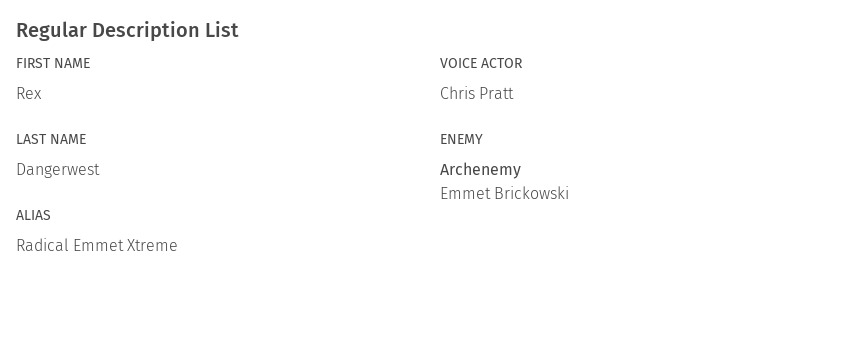 Regular Description List
FIRST NAME
Rex
LAST NAME
Dangerwest
ALIAS
Radical Emmet Xtreme
VOICE ACTOR
Chris Pratt
ENEMY
Archenemy
Emmet Brickowski